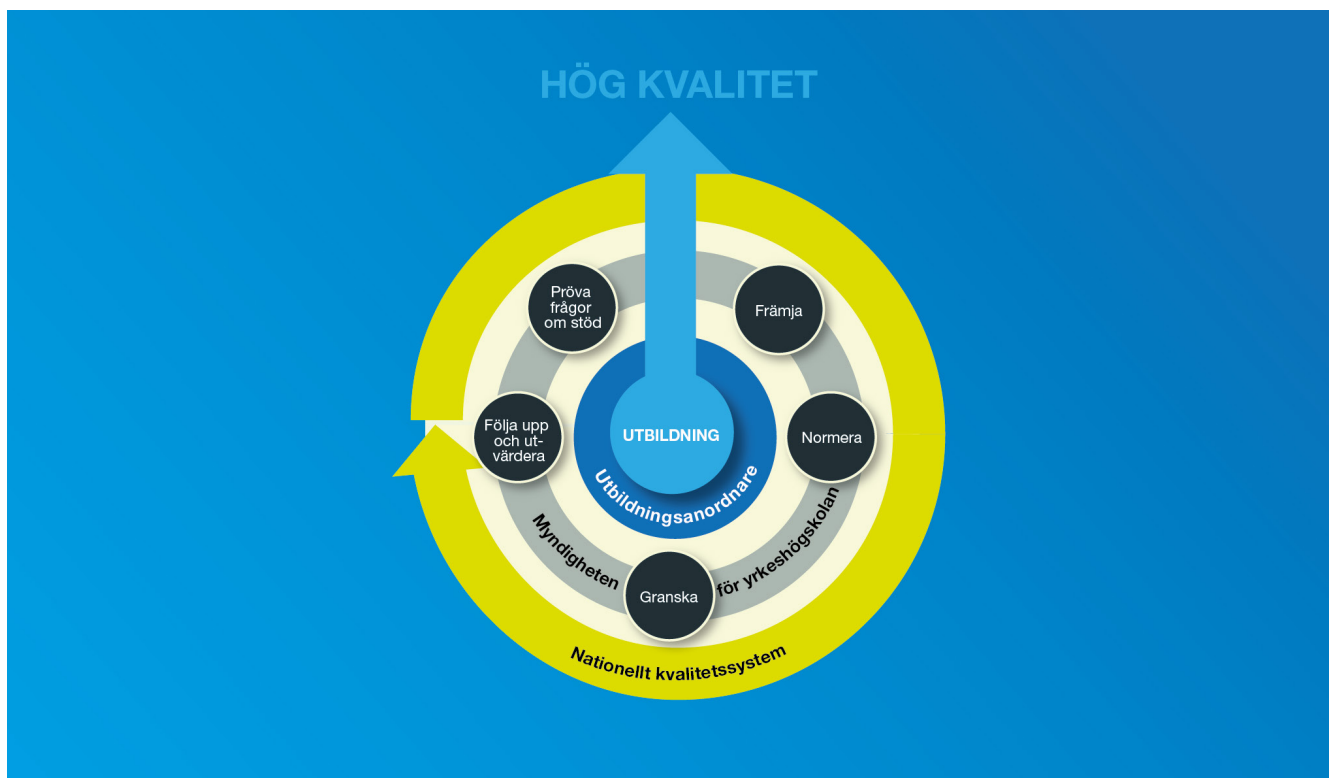 HÖG KVALITET
Pröva
frågor
om stöd
Främja
Följa upp
och ut-
värdera
UTBILDNING
Normera
Utbildningsanordnare
Myndigheten
för yrkeshögskolan
Granska
Nationellt kvalitetssystem